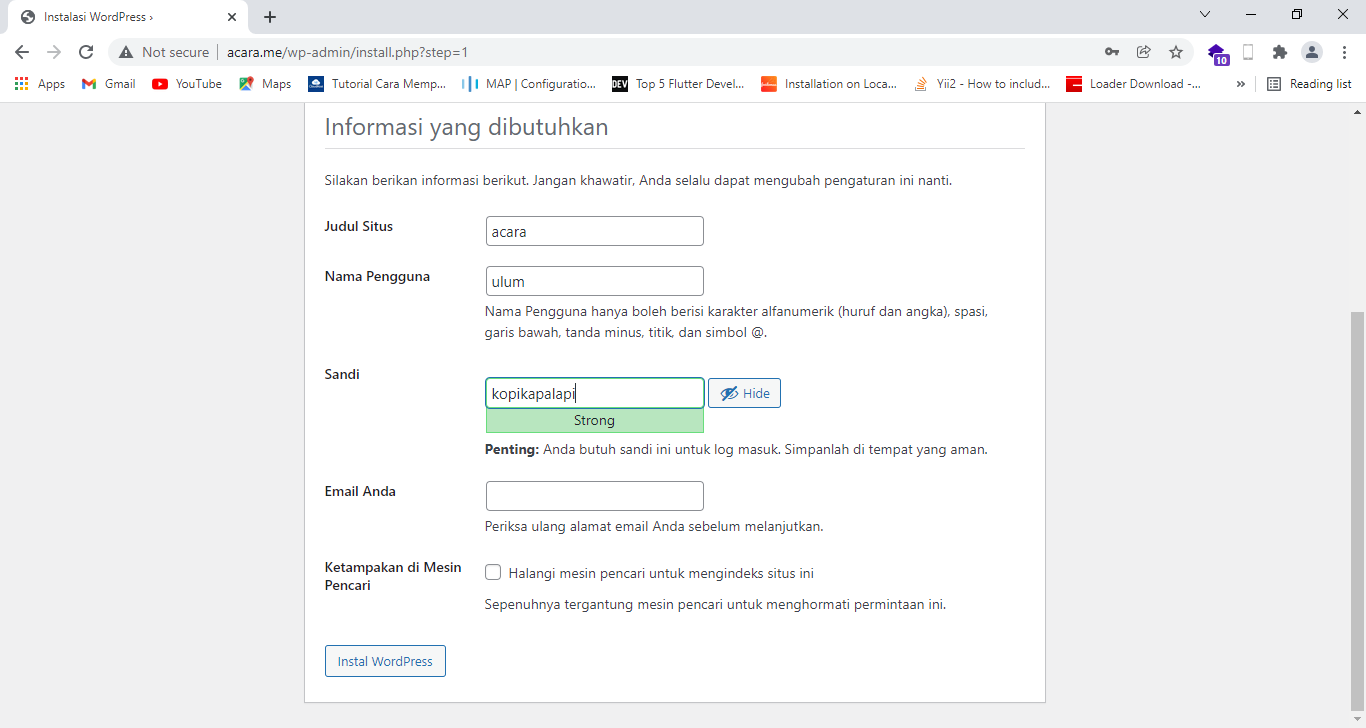 Instalasi WordPress ›
Not secure
acara.me/wp-admin/install.php?step=1
10
Apps
Gmail
YouTube
Maps
Tutorial Cara Memp...
MAP | Configuratio...
DEV
Top 5 Flutter Devel...
Installation on Loca...
Yii2 - How to includ...
Loader Download -...
»
Reading list
Informasi yang dibutuhkan
Silakan berikan informasi berikut. Jangan khawatir, Anda selalu dapat mengubah pengaturan ini nanti.
Judul Situs
acara
Nama Pengguna
ulum
Nama Pengguna hanya boleh berisi karakter alfanumerik (huruf dan angka), spasi,
garis bawah, tanda minus, titik, dan simbol @.
Sandi
kopikapalapi
Hide
Strong
Penting: Anda butuh sandi ini untuk log masuk. Simpanlah di tempat yang aman.
Email Anda
Periksa ulang alamat email Anda sebelum melanjutkan.
Ketampakan di Mesin
Pencari
Halangi mesin pencari untuk mengindeks situs ini
Sepenuhnya tergantung mesin pencari untuk menghormati permintaan ini.
Instal WordPress